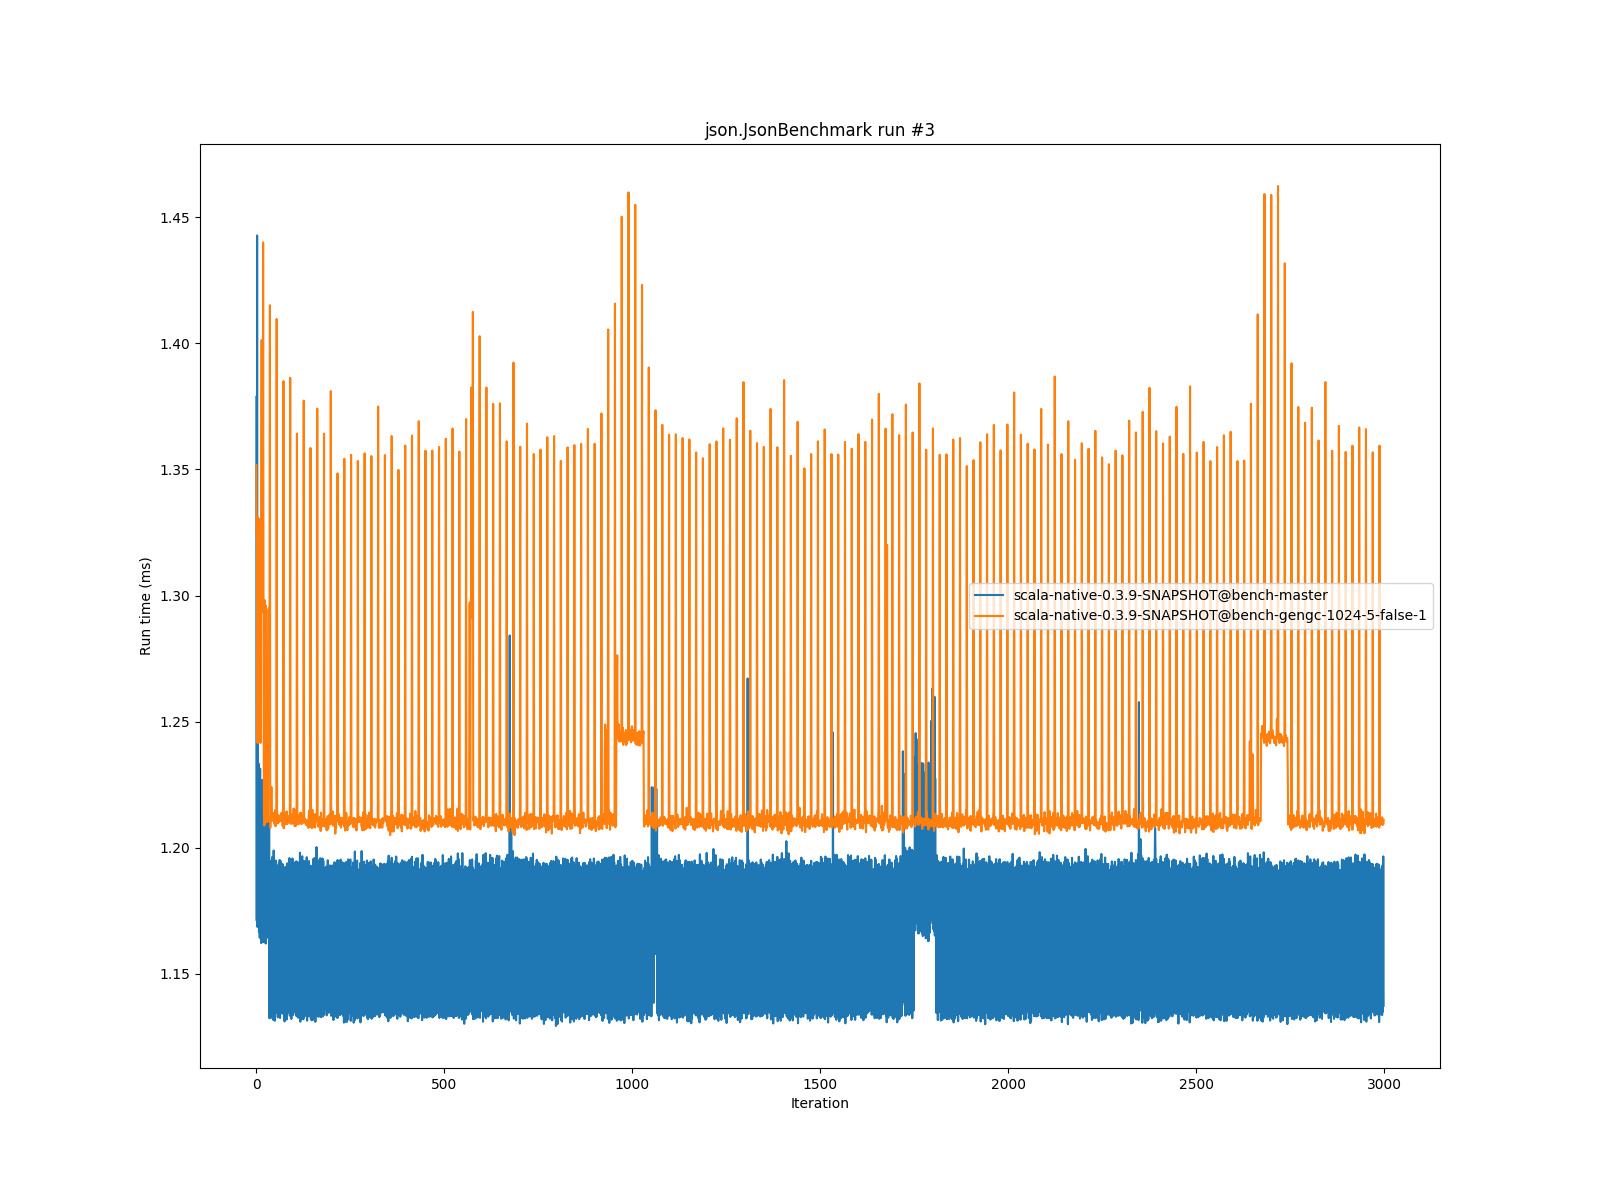 json.JsonBenchmark run #3
1.45
1.40
1.35
1.30
1.25
1.20
1.15
Run time (ms)
scala-native-0.3.9-SNAPSHOT@bench-master
scala-native-0.3.9-SNAPSHOT@bench-gengc-1024-5-false-1
0 500 1000 1500 2000 2500 3000
Iteration